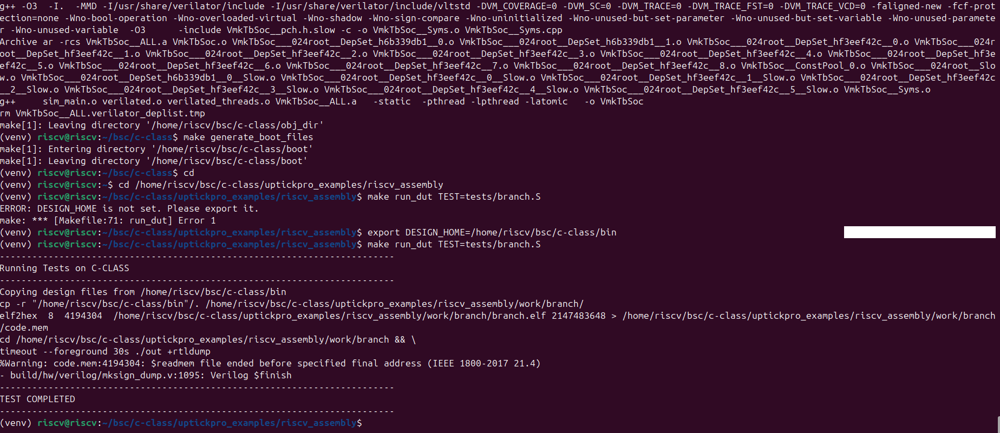 g++ -O3  -I.  -MMD -I/usr/share/verilator/include -I/usr/share/verilator/include/vltstd -DVM_COVERAGE=0 -DVM_SC=0 -DVM_TRACE=0 -DVM_TRACE_FST=0 -DVM_TRACE_VCD=0 -faligned-new -fcf-prot
ection=none -Wno-bool-operation -Wno-overloaded-virtual -Wno-shadow -Wno-sign-compare -Wno-uninitialized -Wno-unused-but-set-parameter -Wno-unused-but-set-variable -Wno-unused-paramete
r -Wno-unused-variable  -O3      -include VmkTbSoc__pch.h.slow -c -o VmkTbSoc__Syms.o VmkTbSoc__Syms.cpp
Archive ar -rcs VmkTbSoc__ALL.a VmkTbSoc.o VmkTbSoc___024root__DepSet_h6b339db1__0.o VmkTbSoc___024root__DepSet_h6b339db1__1.o VmkTbSoc___024root__DepSet_hf3eef42c__0.o VmkTbSoc___024r
oot__DepSet_hf3eef42c__1.o VmkTbSoc___024root__DepSet_hf3eef42c__2.o VmkTbSoc___024root__DepSet_hf3eef42c__3.o VmkTbSoc___024root__DepSet_hf3eef42c__4.o VmkTbSoc___024root__DepSet_hf3e
ef42c__5.o VmkTbSoc___024root__DepSet_hf3eef42c__6.o VmkTbSoc___024root__DepSet_hf3eef42c__7.o VmkTbSoc___024root__DepSet_hf3eef42c__8.o VmkTbSoc__ConstPool_0.o VmkTbSoc___024root__Slo
w.o VmkTbSoc___024root__DepSet_h6b339db1__0__Slow.o VmkTbSoc___024root__DepSet_hf3eef42c__0__Slow.o VmkTbSoc___024root__DepSet_hf3eef42c__1__Slow.o VmkTbSoc___024root__DepSet_hf3eef42c
__2__Slow.o VmkTbSoc___024root__DepSet_hf3eef42c__3__Slow.o VmkTbSoc___024root__DepSet_hf3eef42c__4__Slow.o VmkTbSoc___024root__DepSet_hf3eef42c__5__Slow.o VmkTbSoc__Syms.o
g++     sim_main.o verilated.o verilated_threads.o VmkTbSoc__ALL.a   -static  -pthread -lpthread -latomic   -o VmkTbSoc
rm VmkTbSoc__ALL.verilator_deplist.tmp
make[1]: Leaving directory '/home/riscv/bsc/c-class/obj_dir'
(venv) riscv@riscv:~/bsc/c-class$ make generate_boot_files
make[1]: Entering directory '/home/riscv/bsc/c-class/boot'
make[1]: Leaving directory '/home/riscv/bsc/c-class/boot'
(venv) riscv@riscv:~/bsc/c-class$ cd
(venv) riscv@riscv:~$ cd /home/riscv/bsc/c-class/uptickpro_examples/riscv_assembly
(venv) riscv@riscv:~/bsc/c-class/uptickpro_examples/riscv_assembly$ make run_dut TEST=tests/branch.S
ERROR: DESIGN_HOME is not set. Please export it.
make: *** [Makefile:71: run_dut] Error 1
(venv) riscv@riscv:~/bsc/c-class/uptickpro_examples/riscv_assembly$ export DESIGN_HOME=/home/riscv/bsc/c-class/bin
(venv) riscv@riscv:~/bsc/c-class/uptickpro_examples/riscv_assembly$ make run_dut TEST=tests/branch.S
-------------------------------------------------------------------------
Running Tests on C-CLASS
-------------------------------------------------------------------------
Copying design files from /home/riscv/bsc/c-class/bin
cp -r "/home/riscv/bsc/c-class/bin"/. /home/riscv/bsc/c-class/uptickpro_examples/riscv_assembly/work/branch/
elf2hex  8  4194304  /home/riscv/bsc/c-class/uptickpro_examples/riscv_assembly/work/branch/branch.elf 2147483648 > /home/riscv/bsc/c-class/uptickpro_examples/riscv_assembly/work/branch
/code.mem
cd /home/riscv/bsc/c-class/uptickpro_examples/riscv_assembly/work/branch && \
timeout --foreground 30s ./out +rtldump
%Warning: code.mem:4194304: $readmem file ended before specified final address (IEEE 1800-2017 21.4)
- build/hw/verilog/mksign_dump.v:1095: Verilog $finish
-------------------------------------------------------------------------
TEST COMPLETED
-------------------------------------------------------------------------
(venv) riscv@riscv:~/bsc/c-class/uptickpro_examples/riscv_assembly$